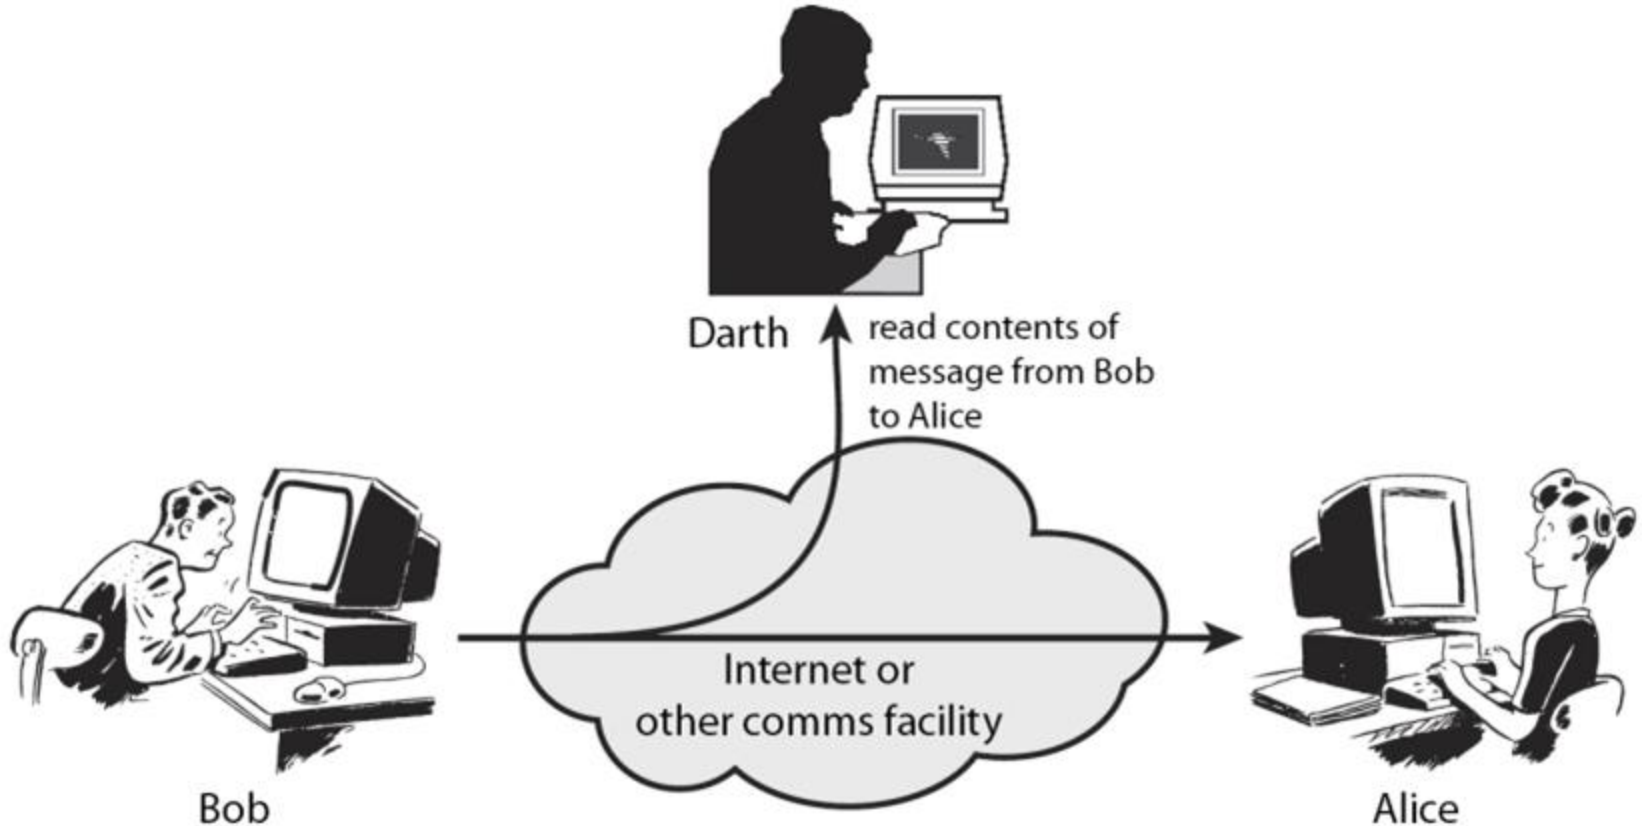 Darth
read contents of
message from Bob
to Alice
Internet or
other comms facility
Bob
Alice